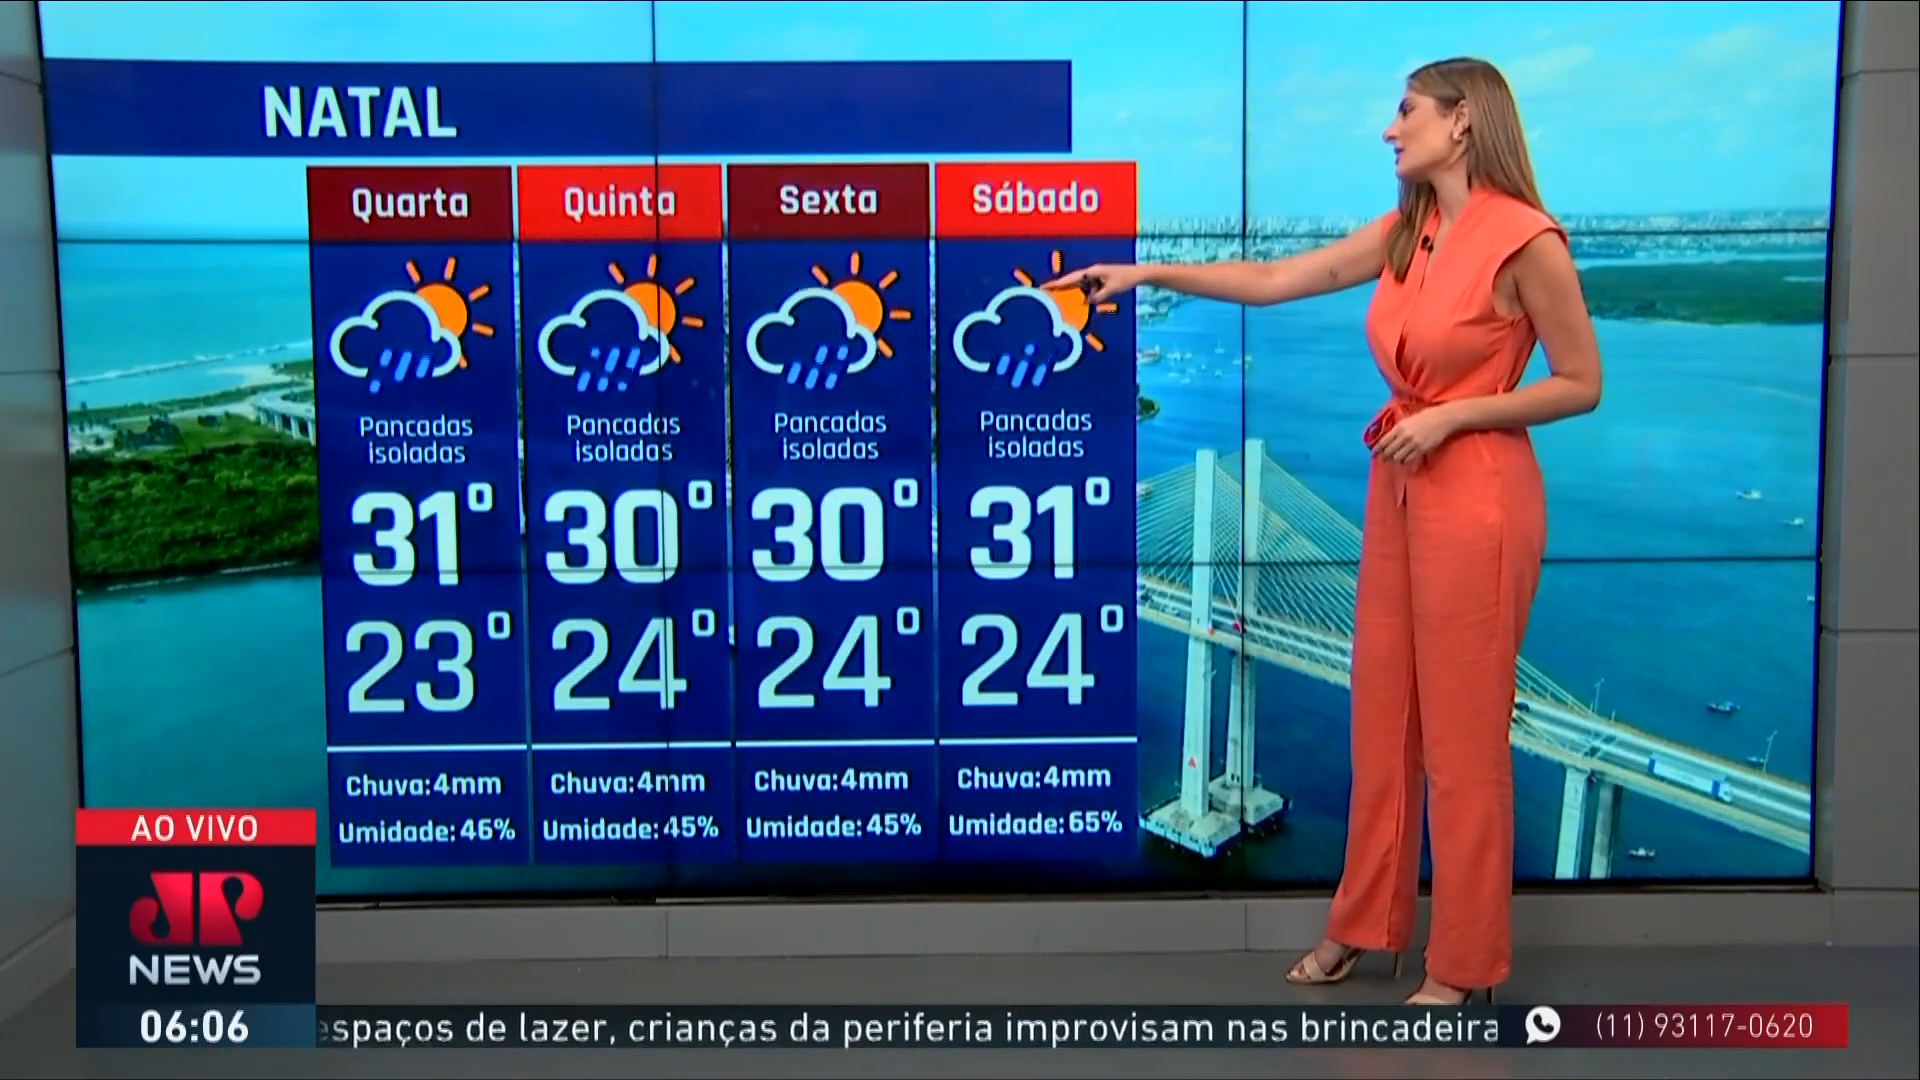 NATAL
Quarta
Pancadas
isoladas
31°
23°
Chuva:4mm
Umidade:46%
Quinta
Pancadas
isoladas
30°
24°
Chuva:4mm
Umidade:45%
Sexta
Pancadas
isoladas
30°
24°
Chuva:4mm
Umidade:45%
Sábado
Pancadas
isoladas
31°
24°
Chuva:4mm
Umidade:65%
AO VIVO
JP
NEWS
06:06
espaços de lazer, crianças da periferia improvisam nas brincadeira
(11) 93117-0620